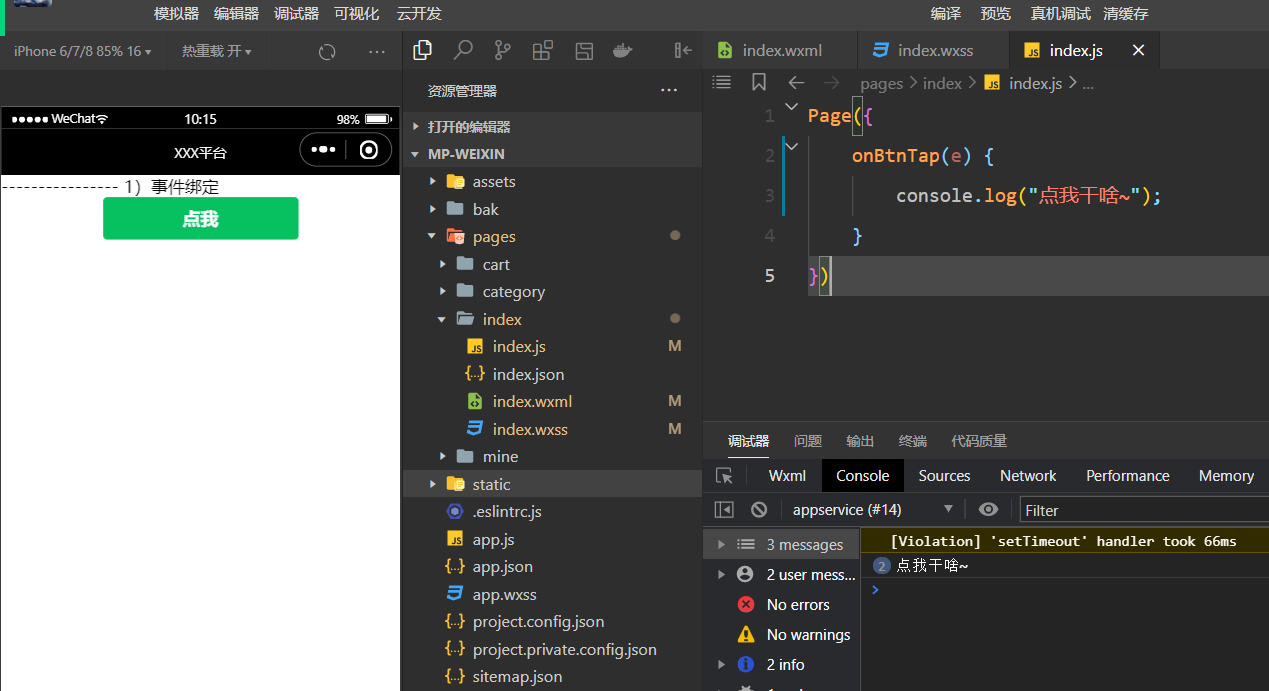 模拟器 编辑器 调试器 可视化 云开发 编译 预览 真机调试 清缓存
iPhone 6/7/8 85% 16 热重载 开
WeChat 10:15 98%
XXX平台
---------------- 1）事件绑定
点我
资源管理器
打开的编辑器
MP-WEIXIN
assets
bak
pages
cart
category
index
index.js M
index.json
index.wxml M
index.wxss M
mine
static
.eslintrc.js
app.js
app.json
app.wxss
project.config.json
project.private.config.json
sitemap.json
index.wxml index.wxss index.js
pages > index > index.js > ...
1 Page({
2 onBtnTap(e) {
3 console.log("点我干啥~");
4 }
5 })
调试器 问题 输出 终端 代码质量
Wxml Console Sources Network Performance Memory
appservice (#14) Filter
3 messages
2 user mess...
No errors
No warnings
2 info
[Violation] 'setTimeout' handler took 66ms
2 点我干啥~